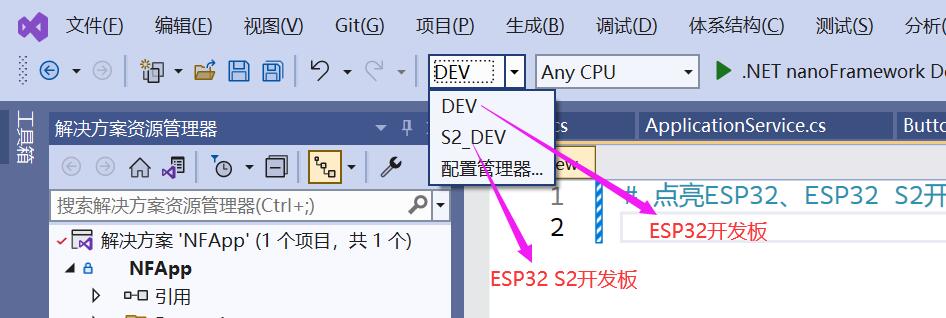 文件(F) 编辑(E) 视图(V) Git(G) 项目(P) 生成(B) 调试(D) 体系结构(C) 测试(S) 分析(
DEV Any CPU .NET nanoFramework De
工具箱
解决方案资源管理器
DEV
S2_DEV
配置管理器...
cs ApplicationService.cs Butto
ew
搜索解决方案资源管理器(Ctrl+;)
解决方案 'NFApp' (1 个项目，共 1 个)
NFApp
引用
1 # 点亮ESP32、ESP32 S2开
2
ESP32开发板
ESP32 S2开发板